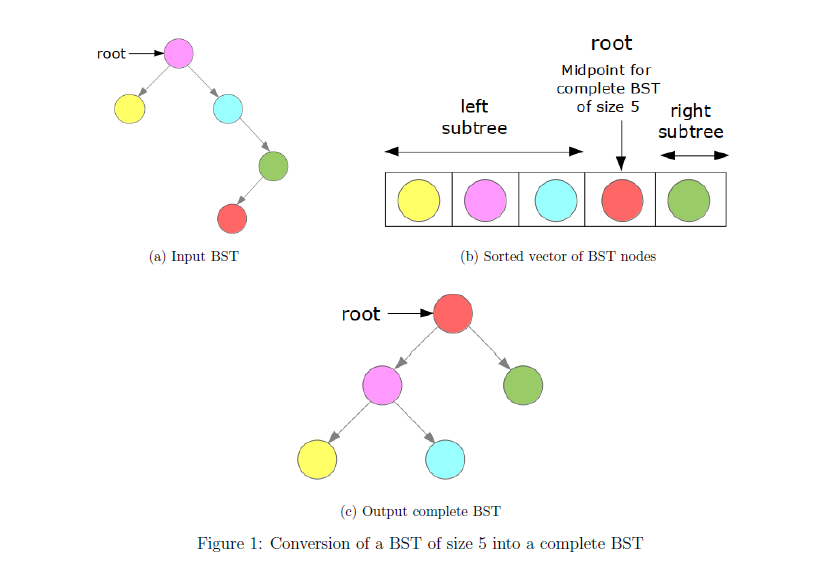 root
(a) Input BST
root
Midpoint for
complete BST
of size 5
left
subtree
right
subtree
(b) Sorted vector of BST nodes
root
(c) Output complete BST
Figure 1: Conversion of a BST of size 5 into a complete BST